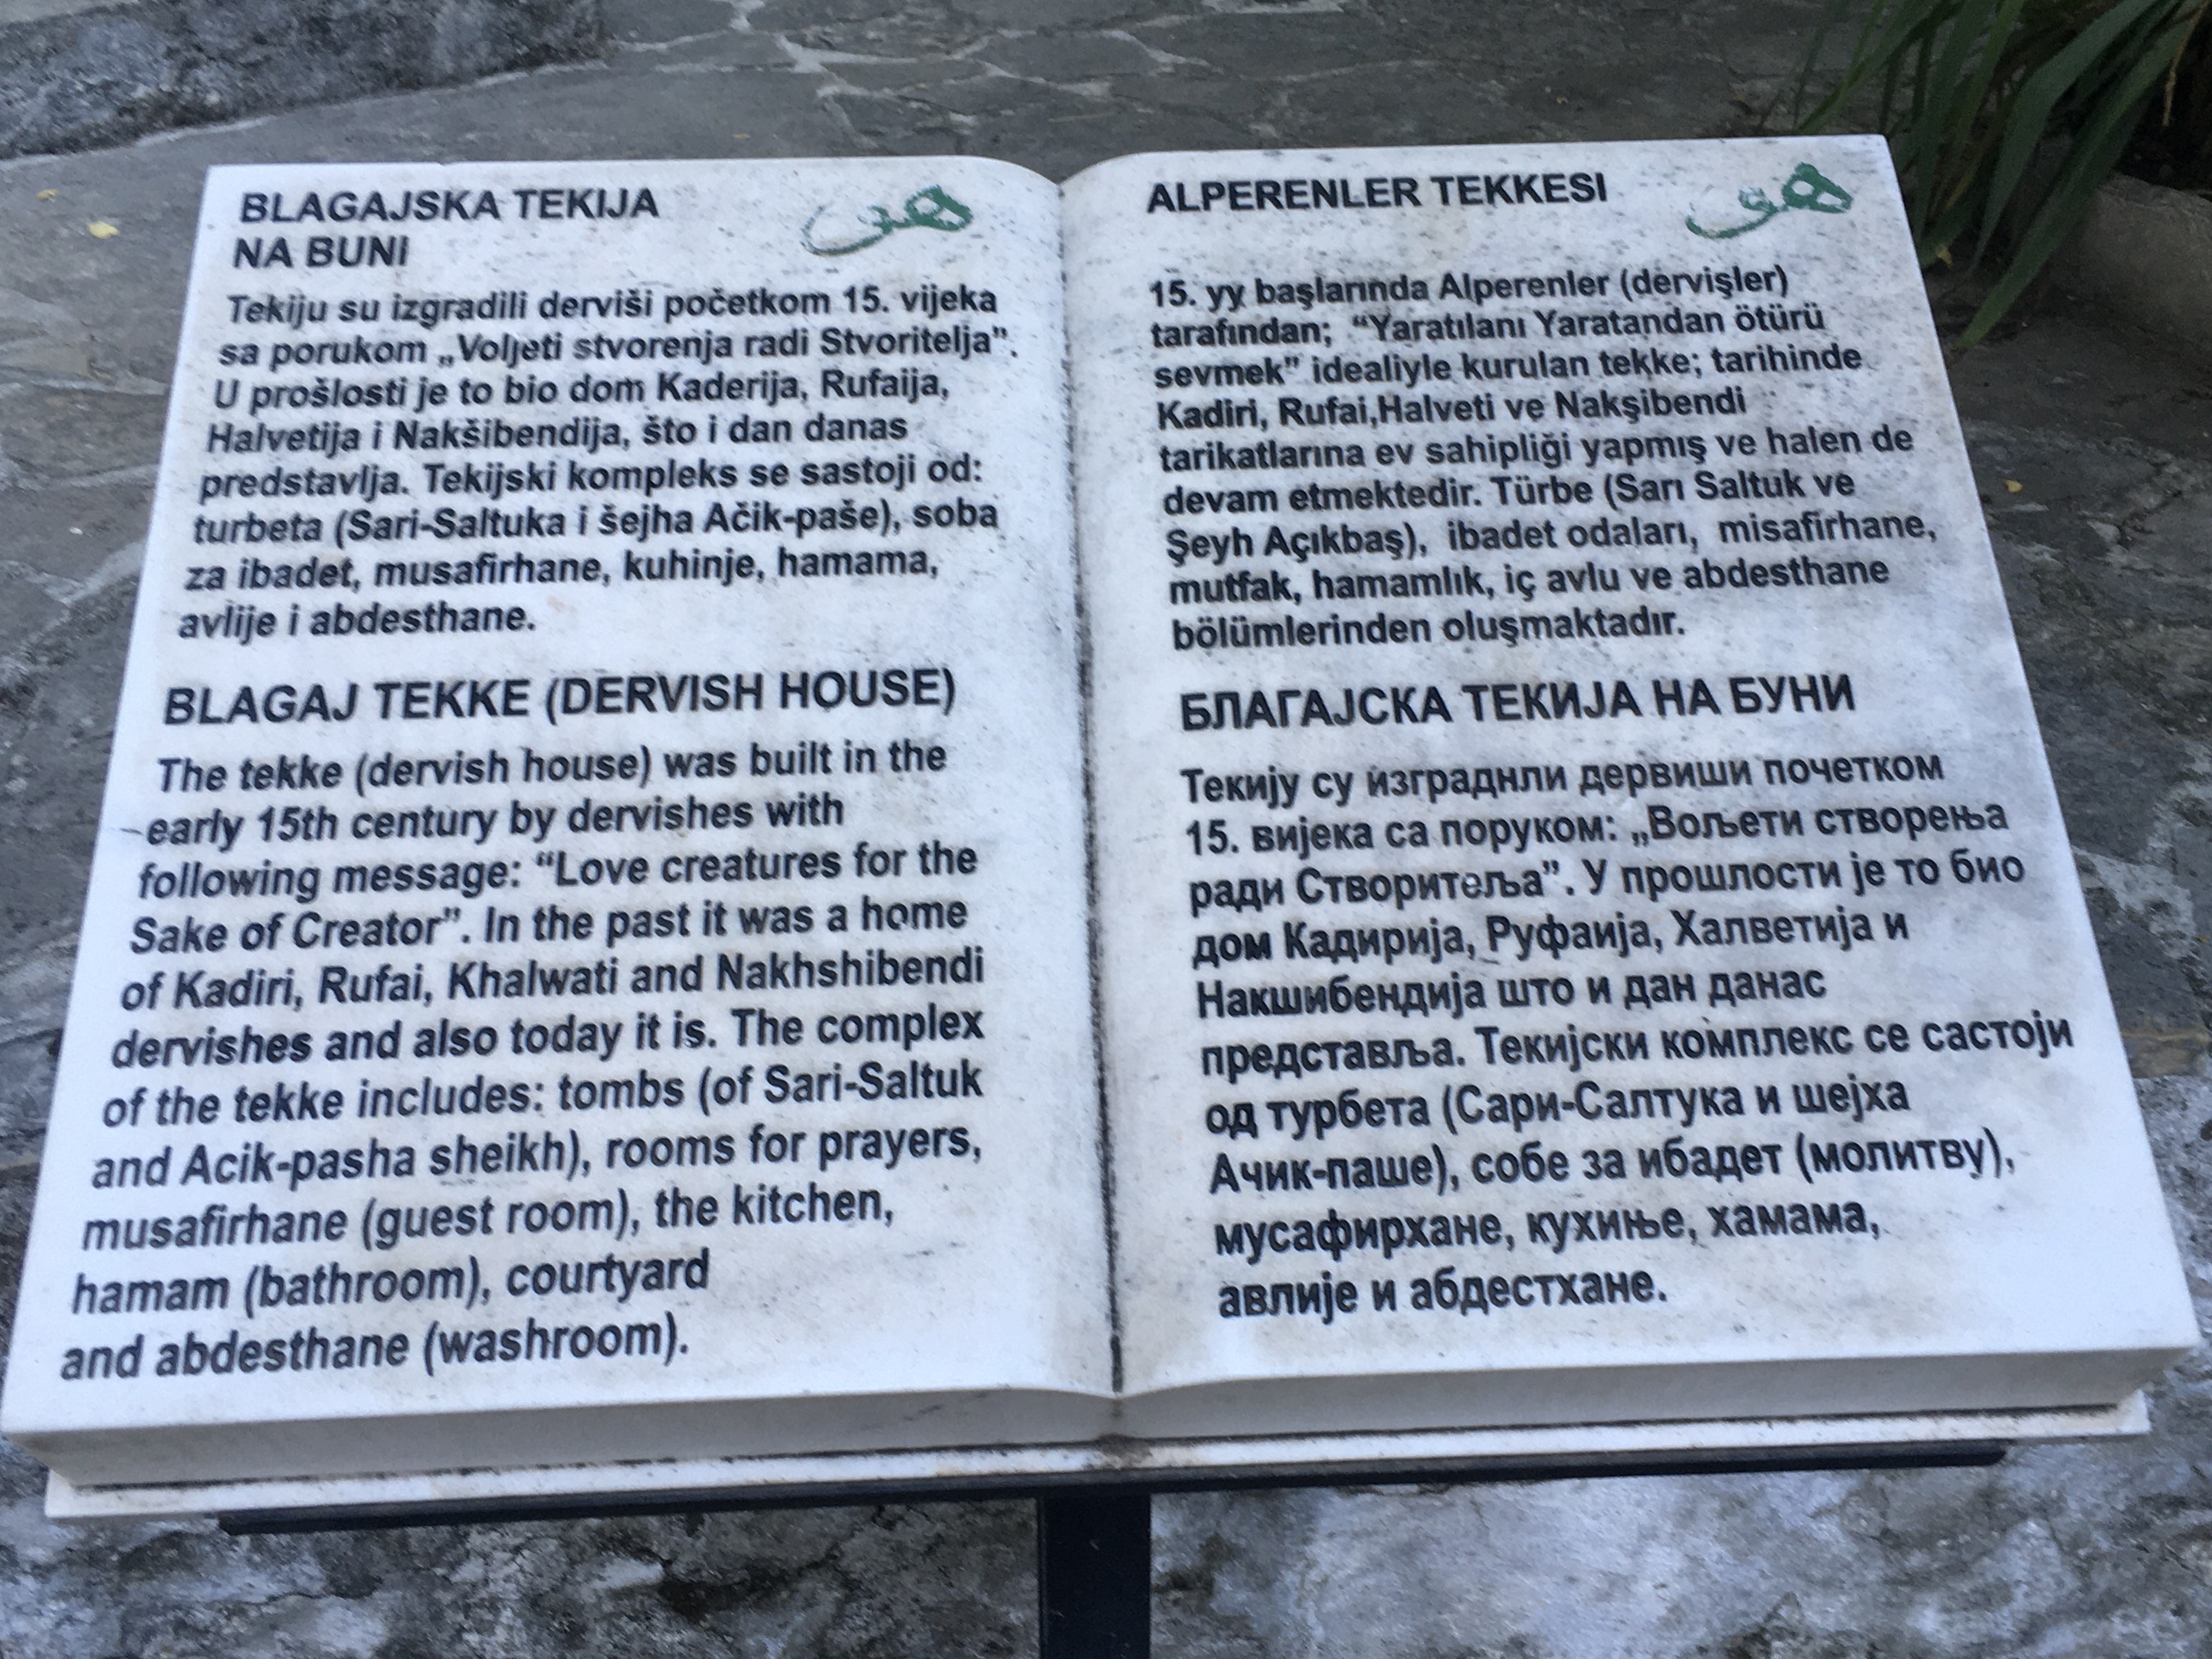 BLAGAJSKA TEKIJA
NA BUNI
هو
Tekiju su izgradili derviši početkom 15. vijeka
sa porukom „Voljeti stvorenja radi Stvoritelja”.
U prošlosti je to bio dom Kaderija, Rufaija,
Halvetija i Nakšibendija, što i dan danas
predstavlja. Tekijski kompleks se sastoji od:
turbeta (Sari-Saltuka i šejha Ačik-paše), soba
za ibadet, musafirhane, kuhinje, hamama,
avlije i abdesthane.
BLAGAJ TEKKE (DERVISH HOUSE)
The tekke (dervish house) was built in the
early 15th century by dervishes with
following message: “Love creatures for the
Sake of Creator”. In the past it was a home
of Kadiri, Rufai, Khalwati and Nakhshibendi
dervishes and also today it is. The complex
of the tekke includes: tombs (of Sari-Saltuk
and Acik-pasha sheikh), rooms for prayers,
musafirhane (guest room), the kitchen,
hamam (bathroom), courtyard
and abdesthane (washroom).
ALPERENLER TEKKESI
هو
15. yy başlarında Alperenler (dervişler)
tarafından; “Yaratılanı Yaratandan ötürü
sevmek” idealiyle kurulan tekke; tarihinde
Kadiri, Rufai,Halveti ve Nakşibendi
tarikatlarına ev sahipliği yapmış ve halen de
devam etmektedir. Türbe (Sarı Saltuk ve
Şeyh Açıkbaş), ibadet odaları, misafirhane,
mutfak, hamamlık, iç avlu ve abdesthane
bölümlerinden oluşmaktadır.
БЛАГАЈСКА ТЕКИЈА НА БУНИ
Текију су изграднли дервиши почетком
15. вијека са поруком: „Вољети створења
ради Створитеља”. У прошлости је то био
дом Кадирија, Руфаија, Халветија и
Накшибендија што и дан данас
представља. Текијски комплекс се састоји
од турбета (Сари-Салтука и шејха
Ачик-паше), собе за ибадет (молитву),
мусафирхане, кухиње, хамама,
авлије и абдестхане.